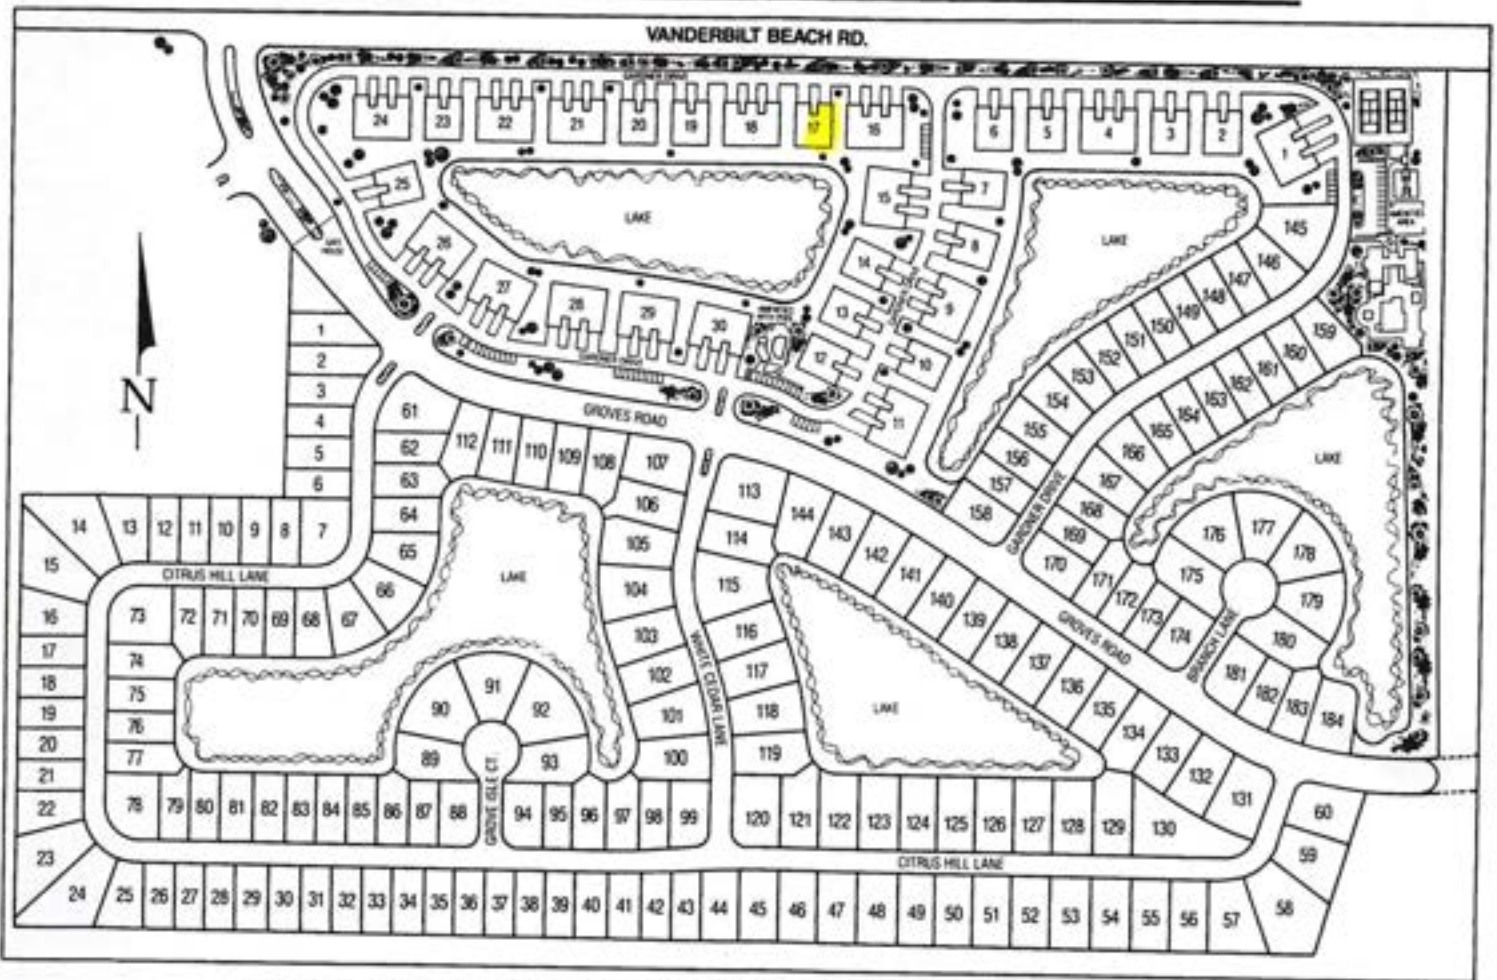 VANDERBILT BEACH RD.
GARDNER DRIVE
24 23 22 21 20 19 18 17 16 6 5 4 3 2 1
25 15 7
LAKE LAKE
AMENITIES AREA
26 14 8 145
GATE HOUSE
27 28 29 30 13 9
12 10 11
GARDNER DRIVE
146 147 148 149 150 151 152 153 154 155 156 157 158
159 160 161 162 163 164 165 166 167 168 169 170
GARDNER DRIVE
N
1
2
3
4
5
6
61
62
63
64
65
66
GROVES ROAD
112 111 110 109 108 107
106
105
104
103
102
101
100
LAKE
14 13 12 11 10 9 8 7
15
CITRUS HILL LANE
16
17
18
19
20
21
22
23
24
73 72 71 70 69 68 67
74
75
76
77
LAKE
91
90 92
89 93
GROVE ISLE CT.
WHITE CEDAR LANE
113
114
115
116
117
118
119
144 143 142 141 140 139 138 137 136 135 134 133 132 131
LAKE
GROVES ROAD
171 172 173 174
175 176 177 178 179 180
BRANCH LANE
181 182 183 184
78 79 80 81 82 83 84 85 86 87 88 94 95 96 97 98 99 120 121 122 123 124 125 126 127 128 129 130
60
59
58
CITRUS HILL LANE
25 26 27 28 29 30 31 32 33 34 35 36 37 38 39 40 41 42 43 44 45 46 47 48 49 50 51 52 53 54 55 56 57